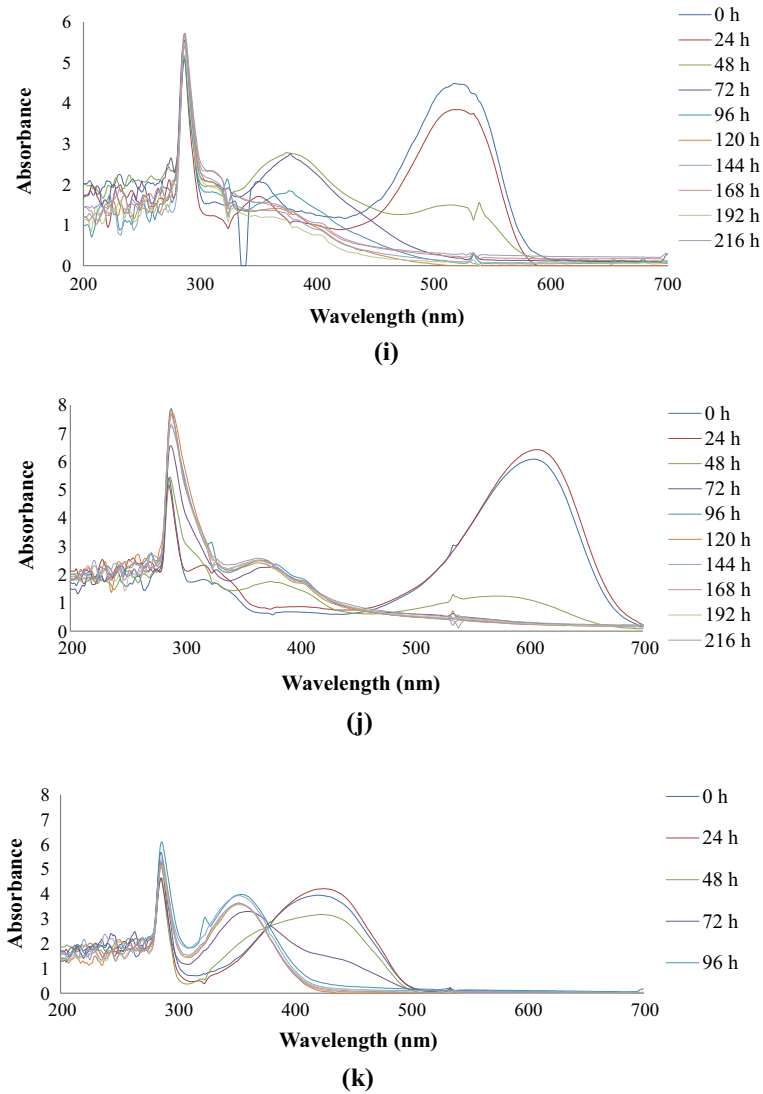 6
5
4
3
2
1
0
Absorbance
200
300
400
500
600
700
Wavelength (nm)
0 h
24 h
48 h
72 h
96 h
120 h
144 h
168 h
192 h
216 h
(i)
8
7
6
5
4
3
2
1
0
Absorbance
200
300
400
500
600
700
Wavelength (nm)
0 h
24 h
48 h
72 h
96 h
120 h
144 h
168 h
192 h
216 h
(j)
8
7
6
5
4
3
2
1
0
Absorbance
200
300
400
500
600
700
Wavelength (nm)
0 h
24 h
48 h
72 h
96 h
(k)